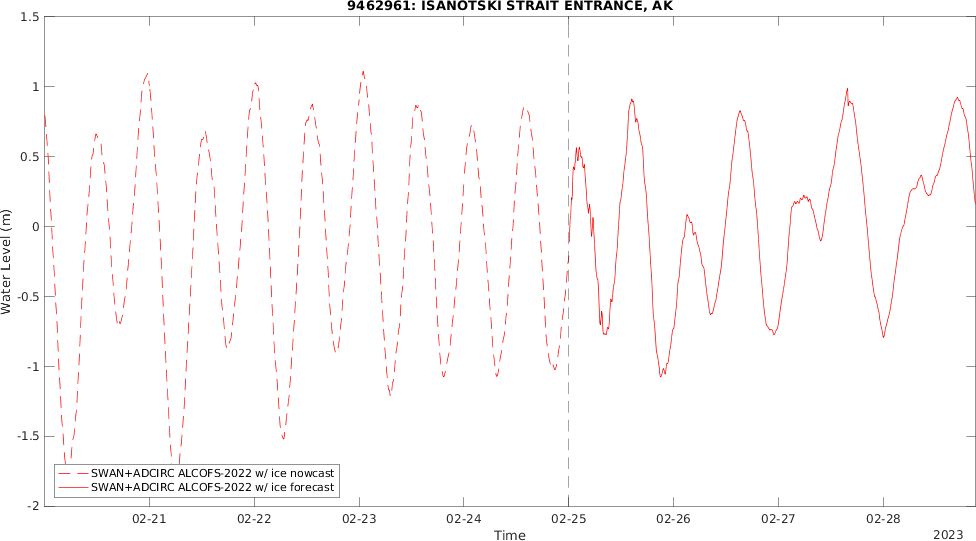 9462961: ISANOTSKI STRAIT ENTRANCE, AK
1.5
1
0.5
0
-0.5
-1
-1.5
-2
Water Level (m)
SWAN+ADCIRC ALCOFS-2022 w/ ice nowcast
SWAN+ADCIRC ALCOFS-2022 w/ ice forecast
02-21 02-22 02-23 02-24 02-25 02-26 02-27 02-28
Time
2023